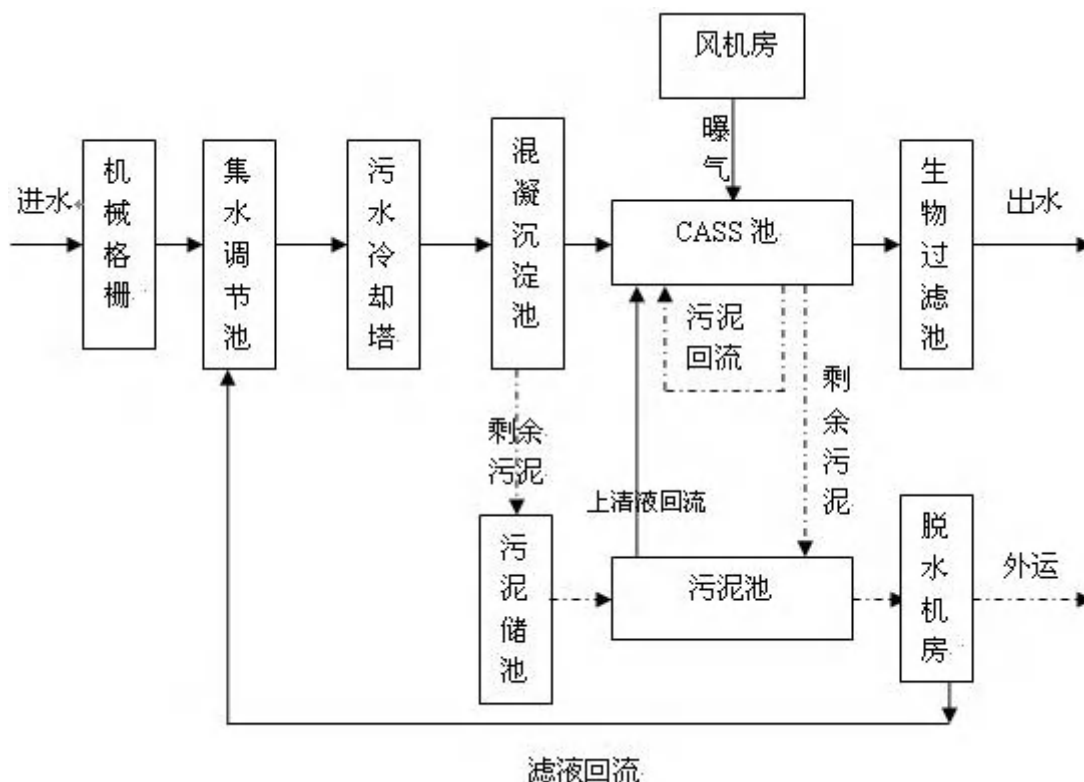 风机房
曝气
进水
机械格栅
集水调节池
污水冷却塔
混凝沉淀池
CASS 池
生物过滤池
出水
污泥
回流
剩余污泥
剩余
污泥
上清液回流
污泥储池
污泥池
脱水机房
外运
滤液回流